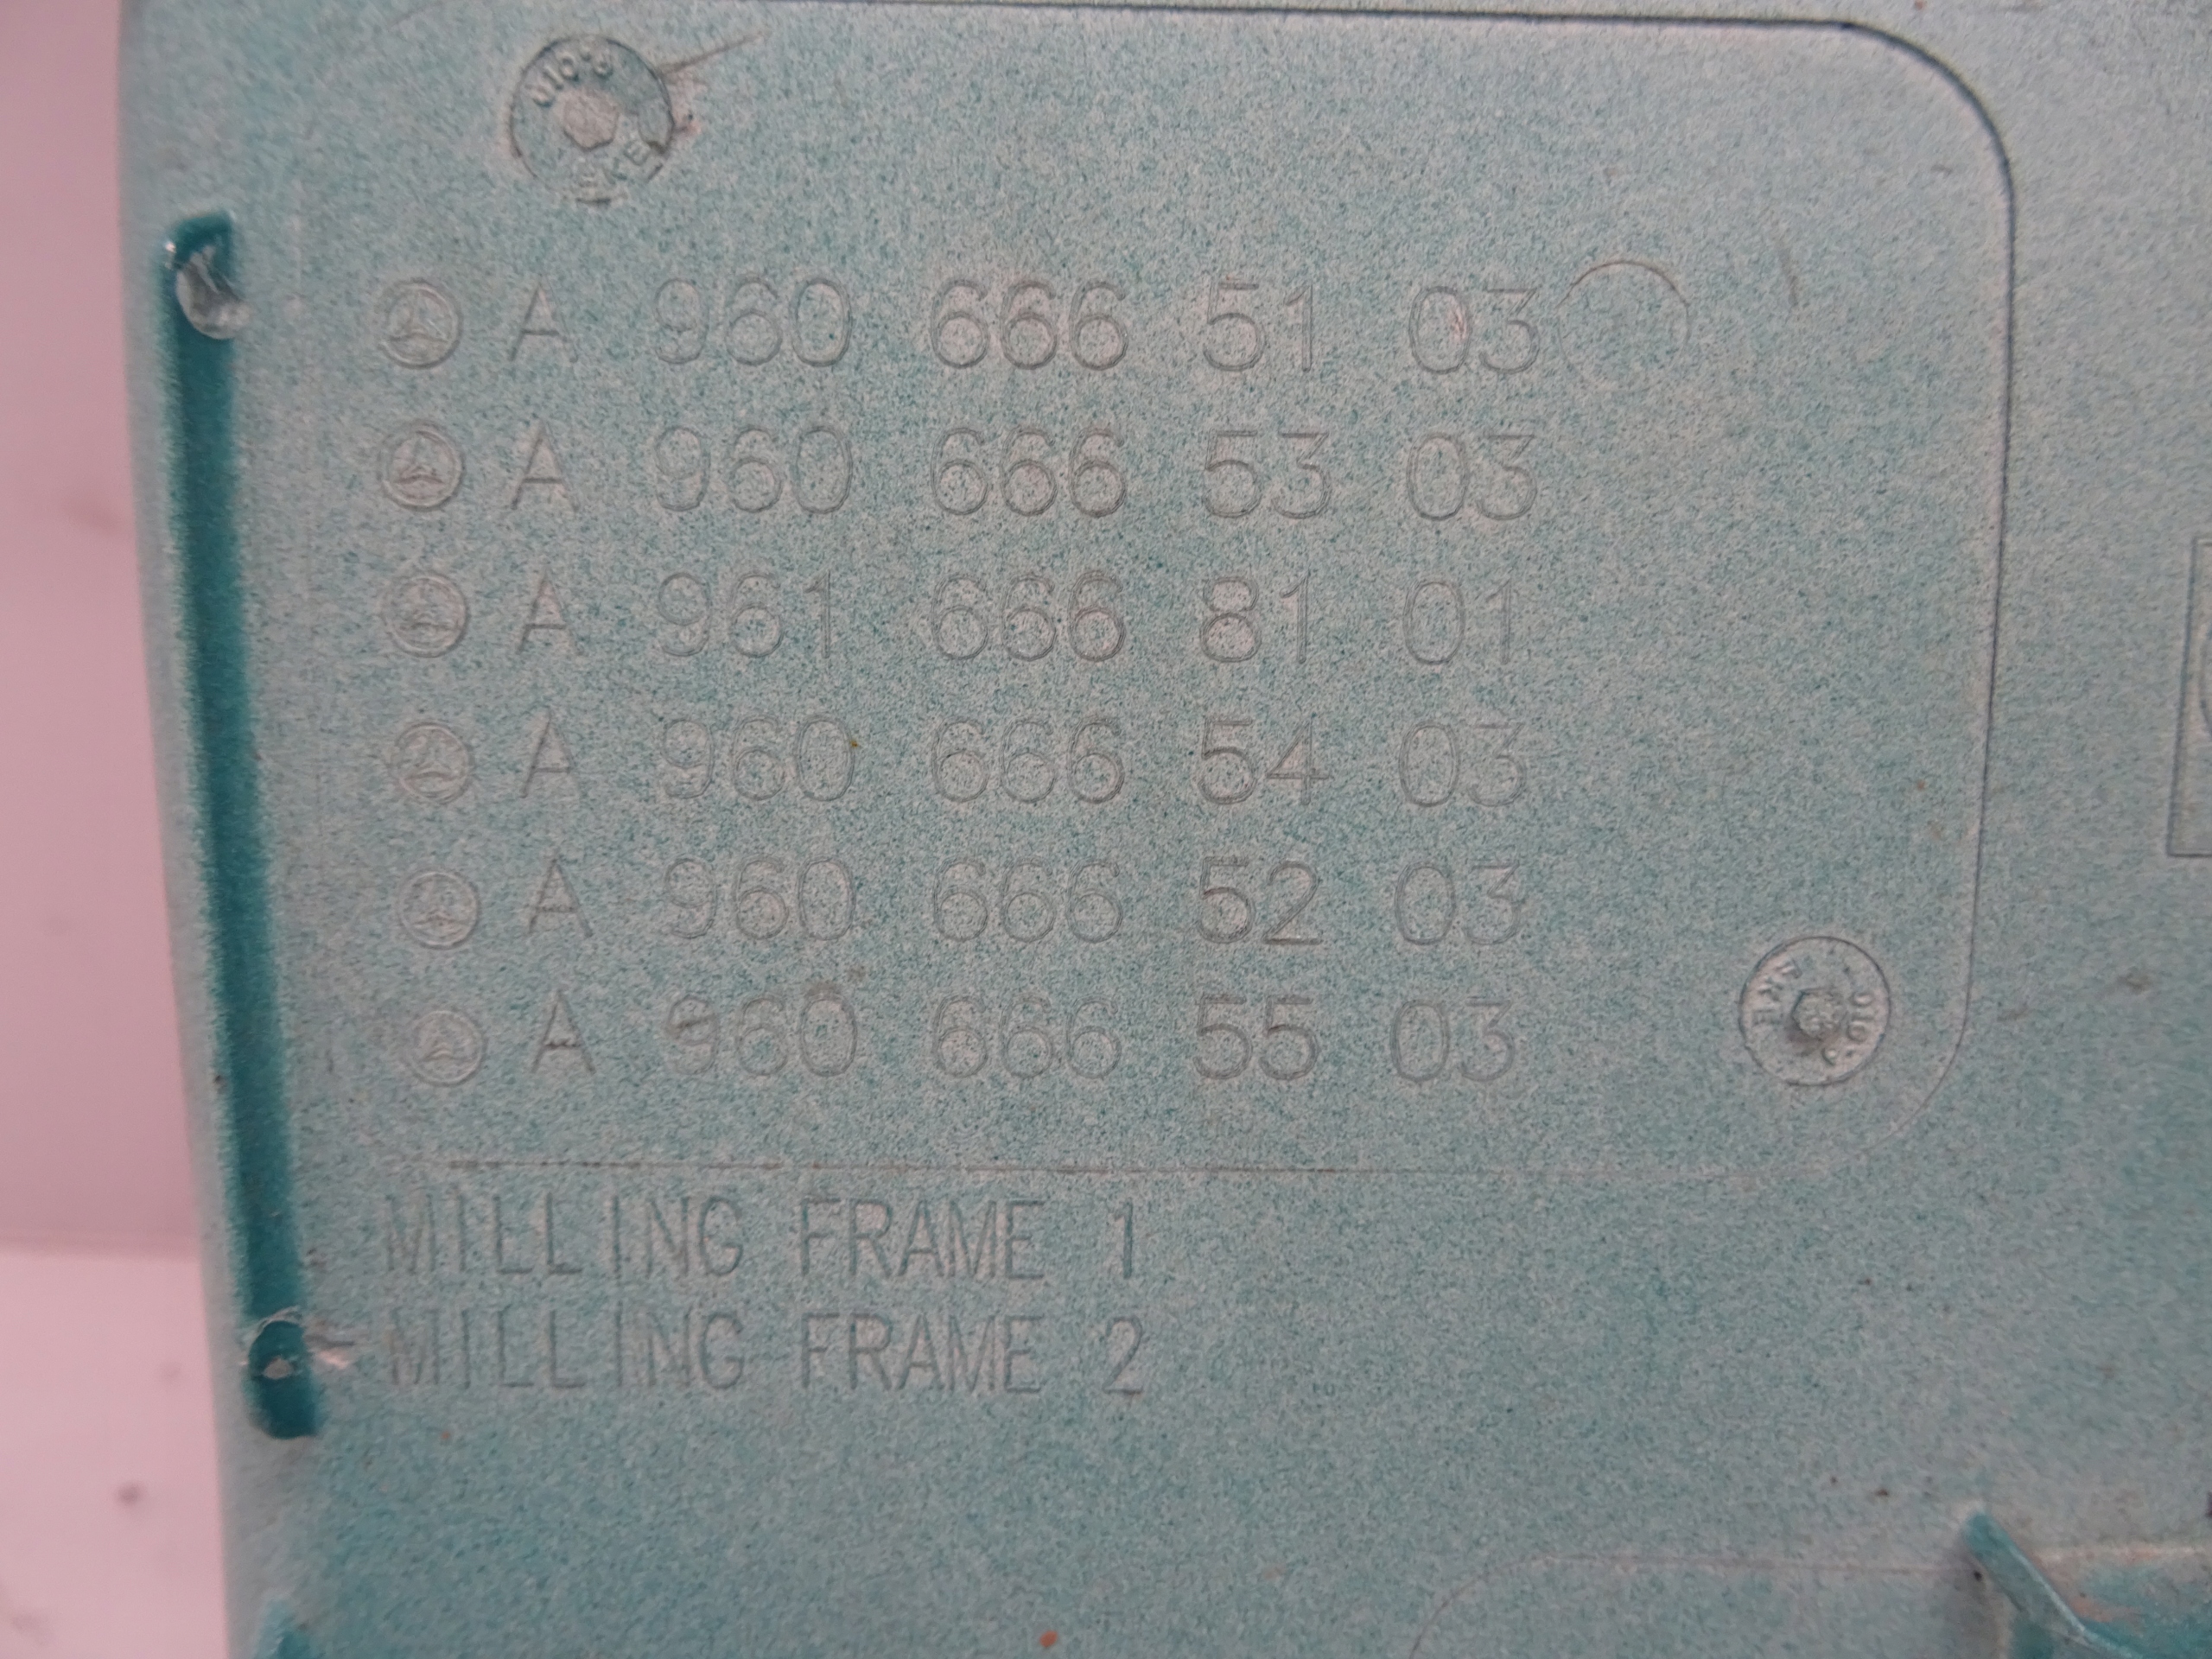 A 960 666 51 03
A 960 666 53 03
A 961 666 81 01
A 960 666 54 03
A 960 666 52 03
A 960 666 55 03
MILLING FRAME 1
MILLING FRAME 2